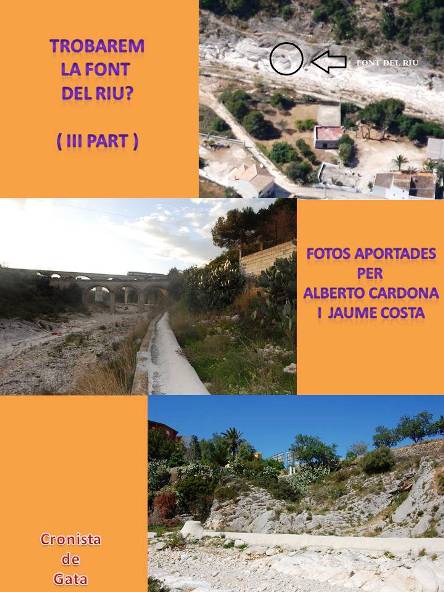 TROBAREM
LA FONT
DEL RIU?
( III PART )
FONT DEL RIU
FOTOS APORTADES
PER
ALBERTO CARDONA
I JAUME COSTA
Cronista
de
Gata